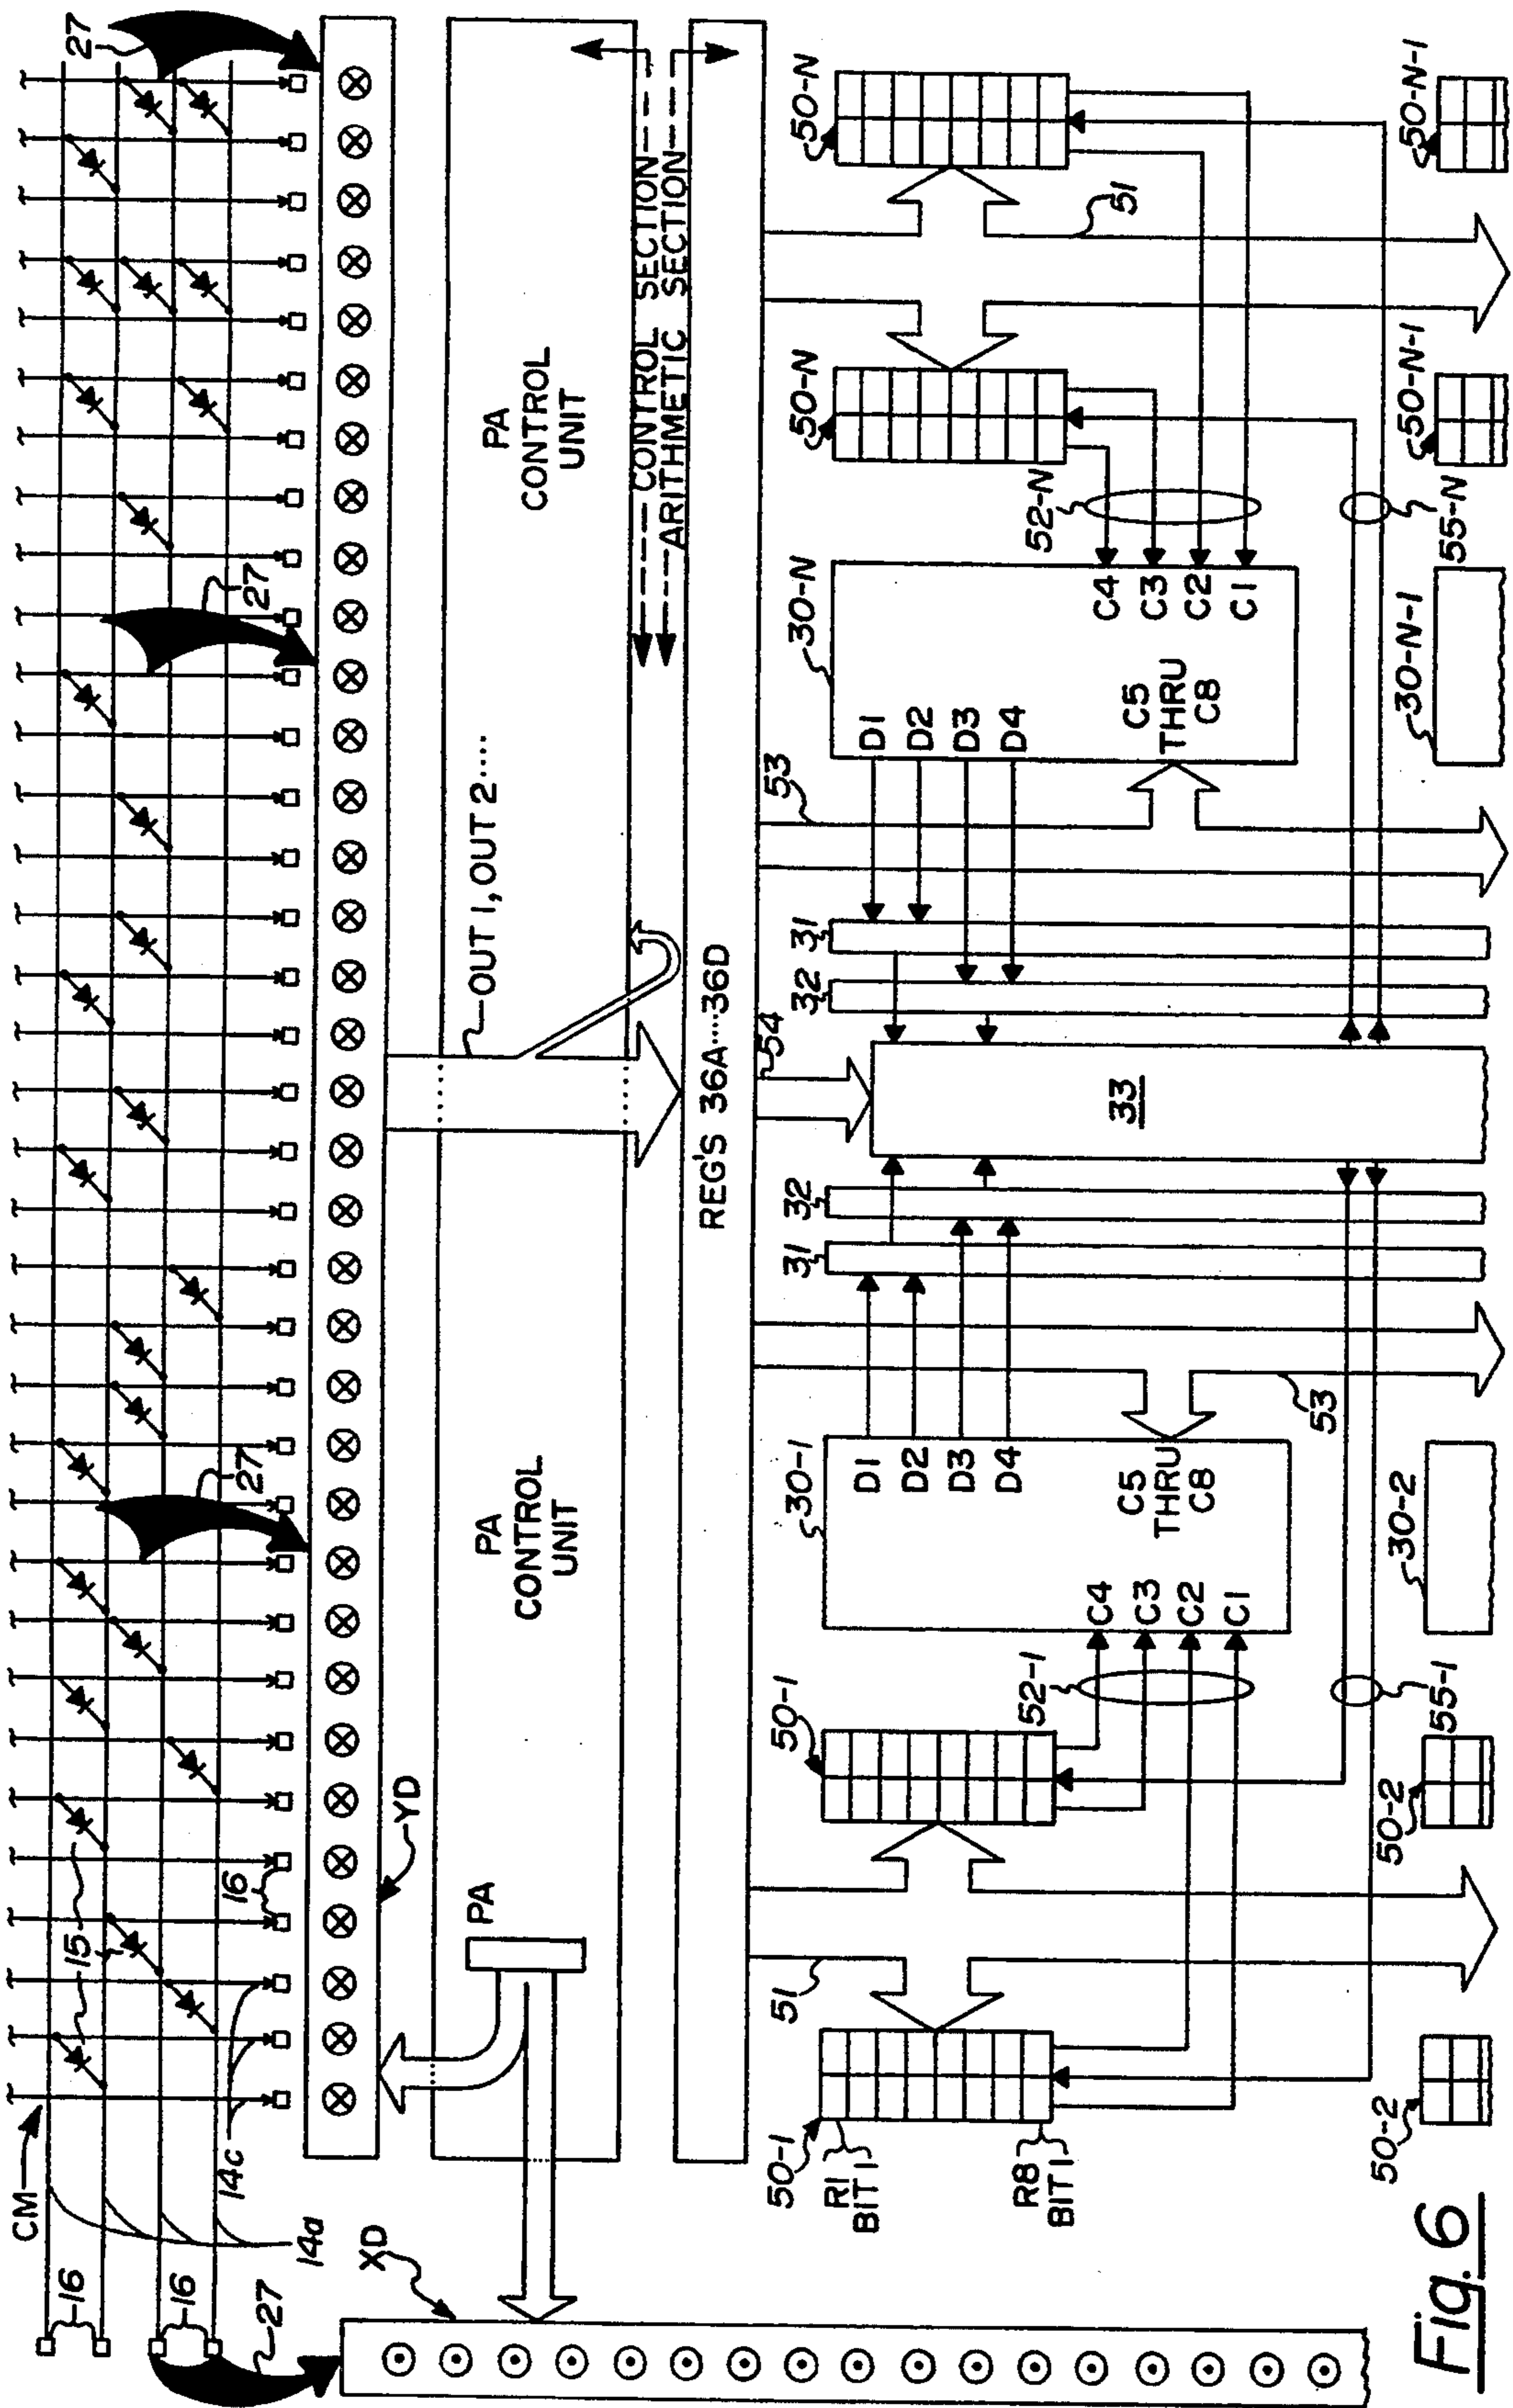 CM
14a
14c
16
16
15
16
27
27
27
27
XD
YD
PA
PA
CONTROL
UNIT
PA
CONTROL
UNIT
OUT 1, OUT 2....
CONTROL SECTION
ARITHMETIC SECTION
REG'S 36A....36D
50-1
R1
BIT 1
R8
BIT 1
51
50-1
52-1
C4
C3
C2
C1
30-1
D1
D2
D3
D4
C5
THRU
C8
53
31
32
54
33
32
31
53
30-N
D1
D2
D3
D4
C5
THRU
C8
C4
C3
C2
C1
52-N
50-N
51
50-N
50-2
50-2
55-1
30-2
30-N-1
55-N
50-N-1
50-N-1
Fig. 6